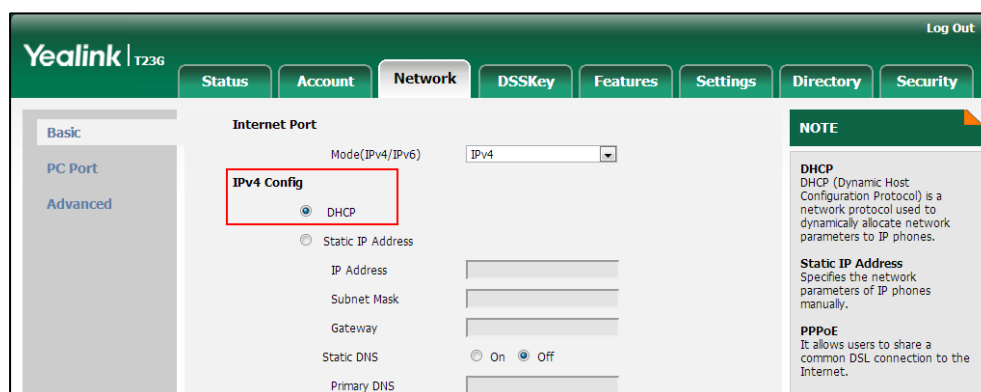 Log Out
Yealink T23G
Status Account Network DSSKey Features Settings Directory Security
Basic
PC Port
Advanced
Internet Port
Mode(IPv4/IPv6) IPv4
IPv4 Config
DHCP
Static IP Address
IP Address
Subnet Mask
Gateway
Static DNS On Off
Primary DNS
NOTE
DHCP
DHCP (Dynamic Host
Configuration Protocol) is a
network protocol used to
dynamically allocate network
parameters to IP phones.
Static IP Address
Specifies the network
parameters of IP phones
manually.
PPPoE
It allows users to share a
common DSL connection to the
Internet.